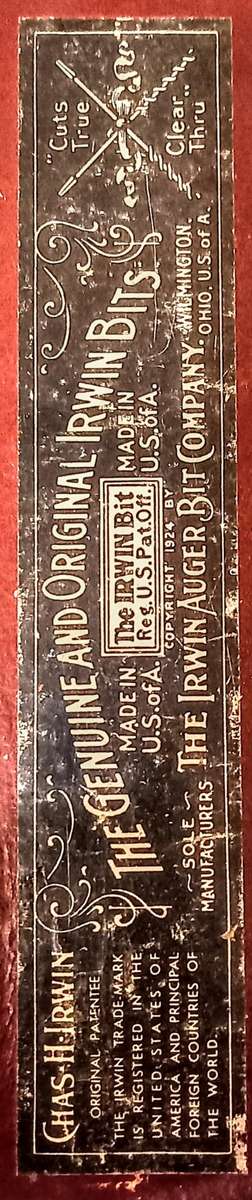 CHAS·H·IRWIN
ORIGINAL PATENTEE
THE IRWIN TRADE-MARK
IS REGISTERED IN THE
UNITED STATES OF
AMERICA AND PRINCIPAL
FOREIGN COUNTRIES OF
THE WORLD.
THE GENUINE AND ORIGINAL IRWIN BITS
MADE IN
U.S. of A.
The IRWIN Bit
Reg. U.S. Pat. Off.
MADE IN
U.S. of A.
COPYRIGHT 1924 BY
~ SOLE ~
MANUFACTURERS
THE IRWIN AUGER BIT COMPANY.
WILMINGTON.
OHIO, U.S. of A.
"Cuts
True
Clear..
Thru